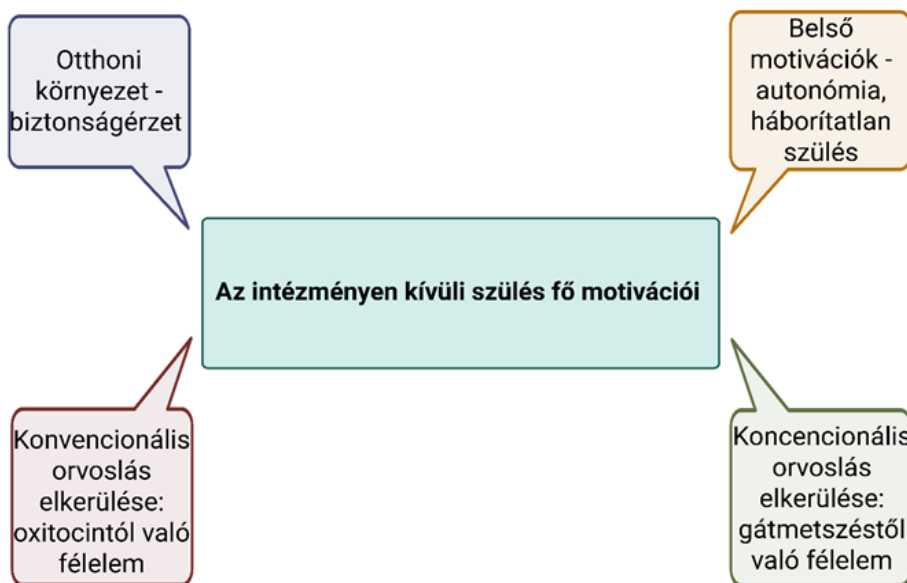 Otthoni
környezet -
biztonságérzet
Belső
motivációk -
autonómia,
háborítatlan
szülés
Az intézményen kívüli szülés fő motivációi
Konvencionális
orvoslás
elkerülése:
oxitocintól való
félelem
Koncencionális
orvoslás
elkerülése:
gátmetszéstől
való félelem